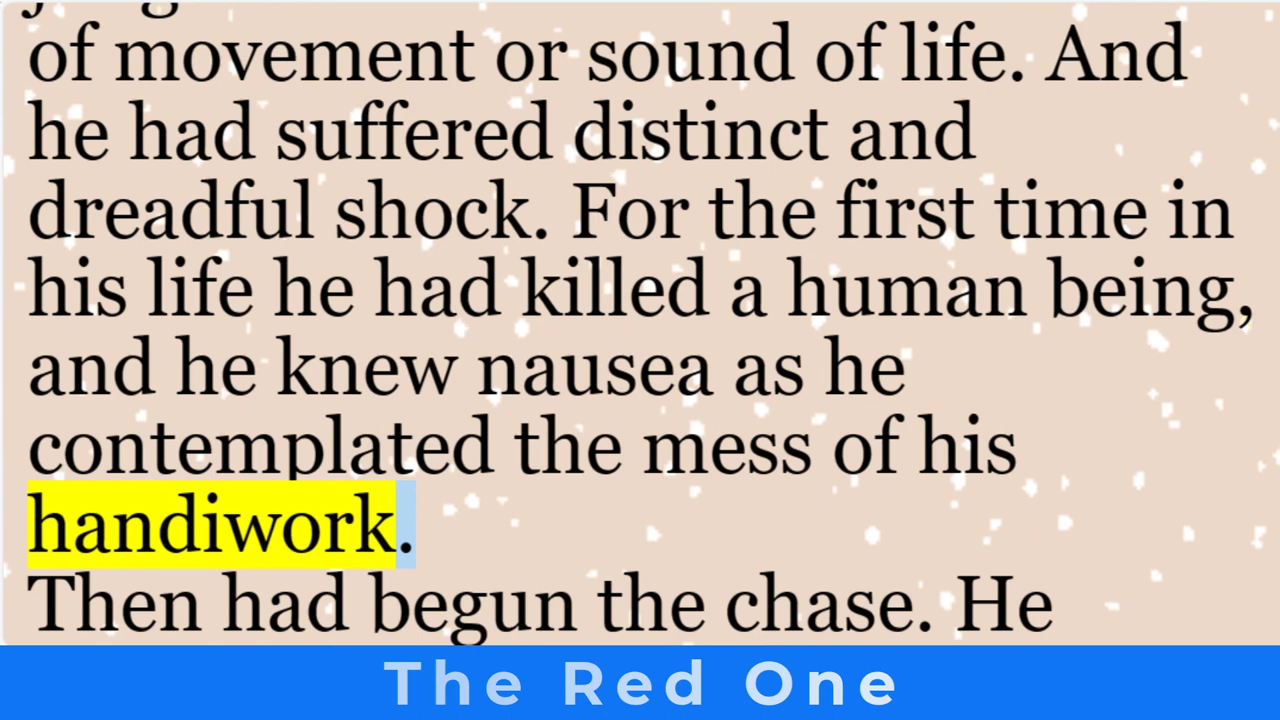 of movement or sound of life. And
he had suffered distinct and
dreadful shock. For the first time in
his life he had killed a human being,
and he knew nausea as he
contemplated the mess of his
handiwork.
Then had begun the chase. He
The Red One